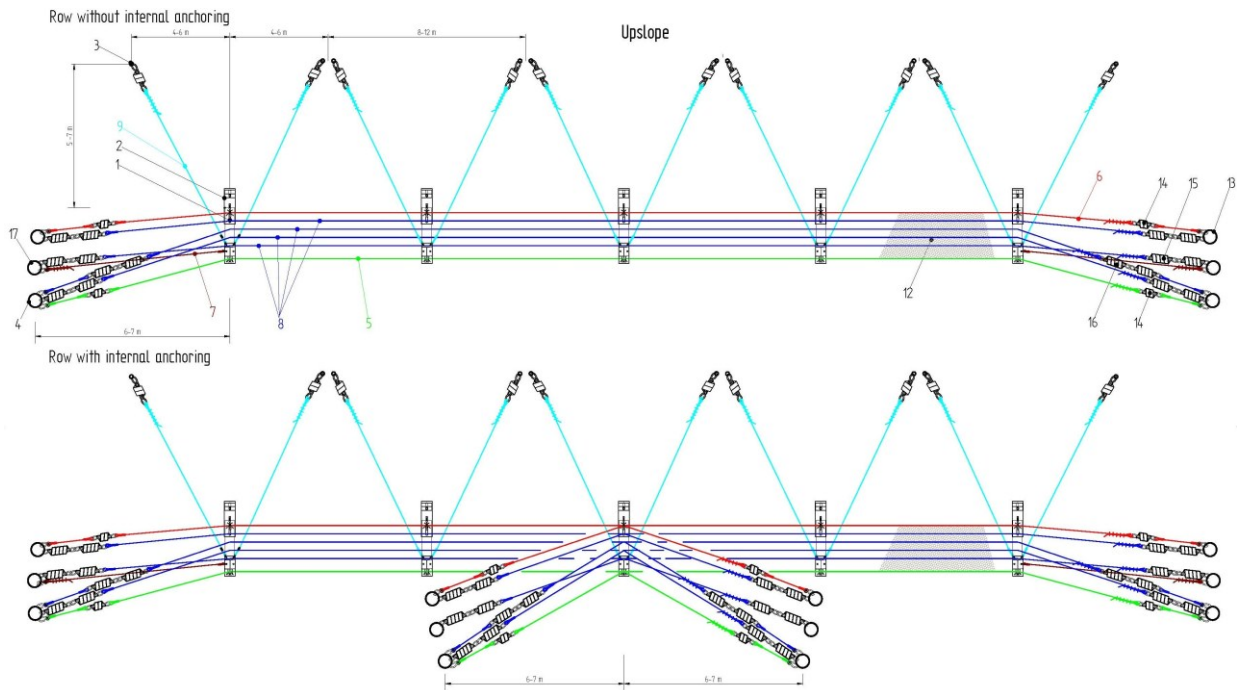 Row without internal anchoring
Upslope
4-6 m
4-6 m
8-12 m
3
5-7 m
9
2
1
6
14
15
13
17
4
7
8
5
12
16
14
6-7 m
Row with internal anchoring
6-7 m
6-7 m